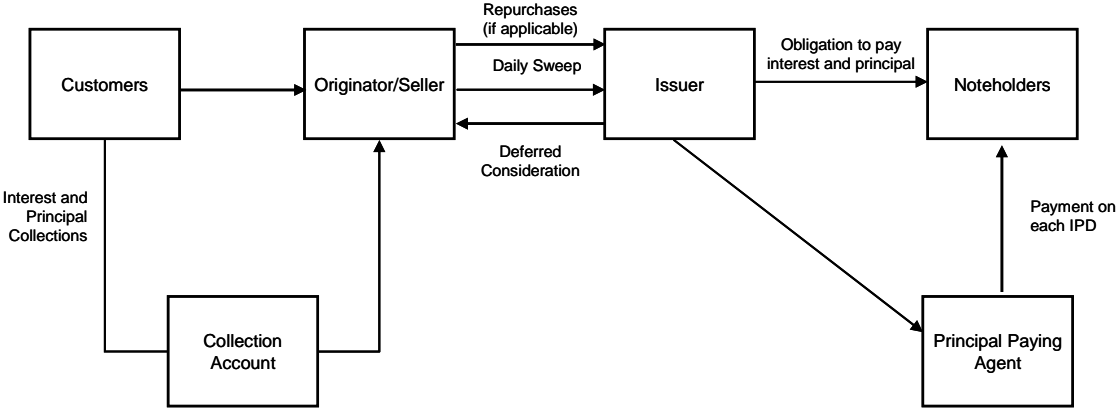 Repurchases
(if applicable)
Customers
Originator/Seller
Daily Sweep
Issuer
Obligation to pay
interest and principal
Noteholders
Deferred
Consideration
Interest and
Principal
Collections
Payment on
each IPD
Collection
Account
Principal Paying
Agent